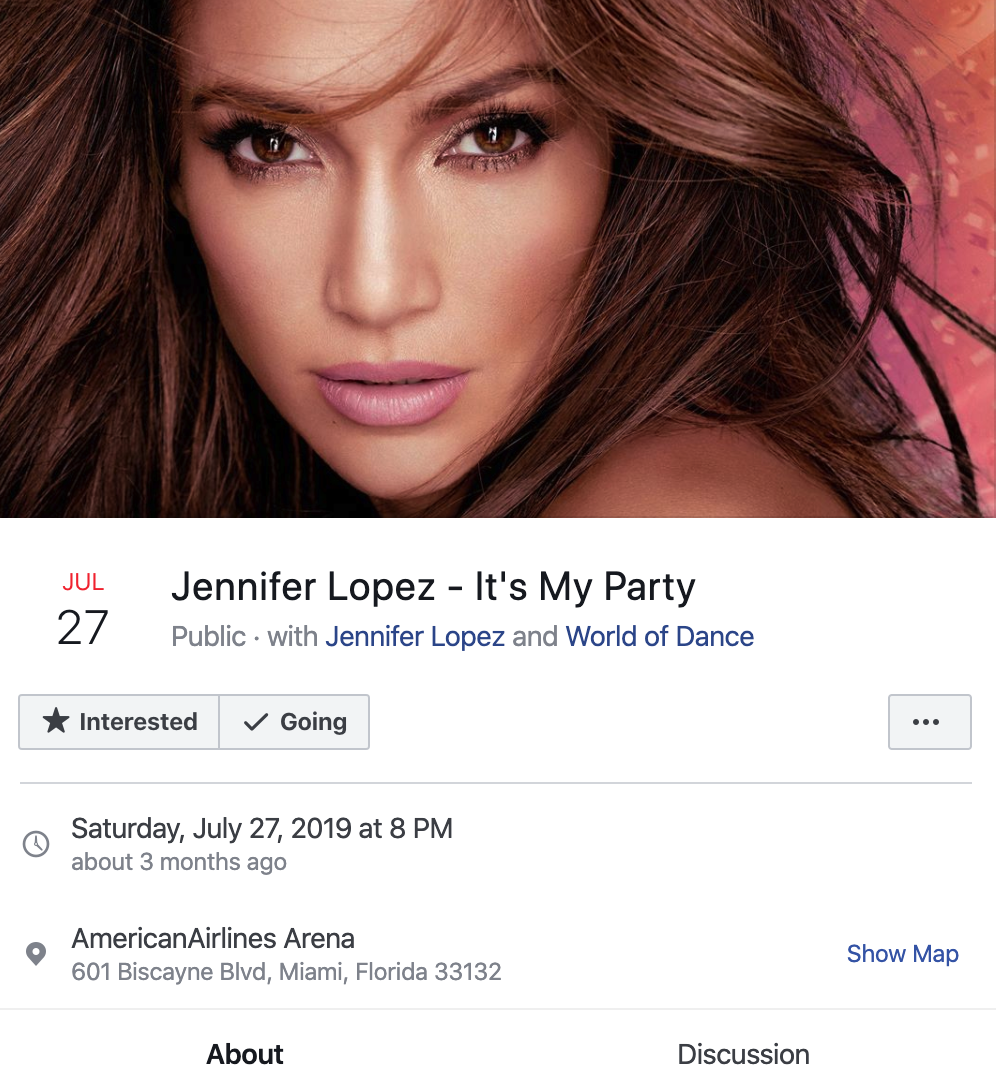 JUL
27
Jennifer Lopez - It's My Party
Public · with Jennifer Lopez and World of Dance
Interested
Going
Saturday, July 27, 2019 at 8 PM
about 3 months ago
AmericanAirlines Arena
601 Biscayne Blvd, Miami, Florida 33132
Show Map
About
Discussion